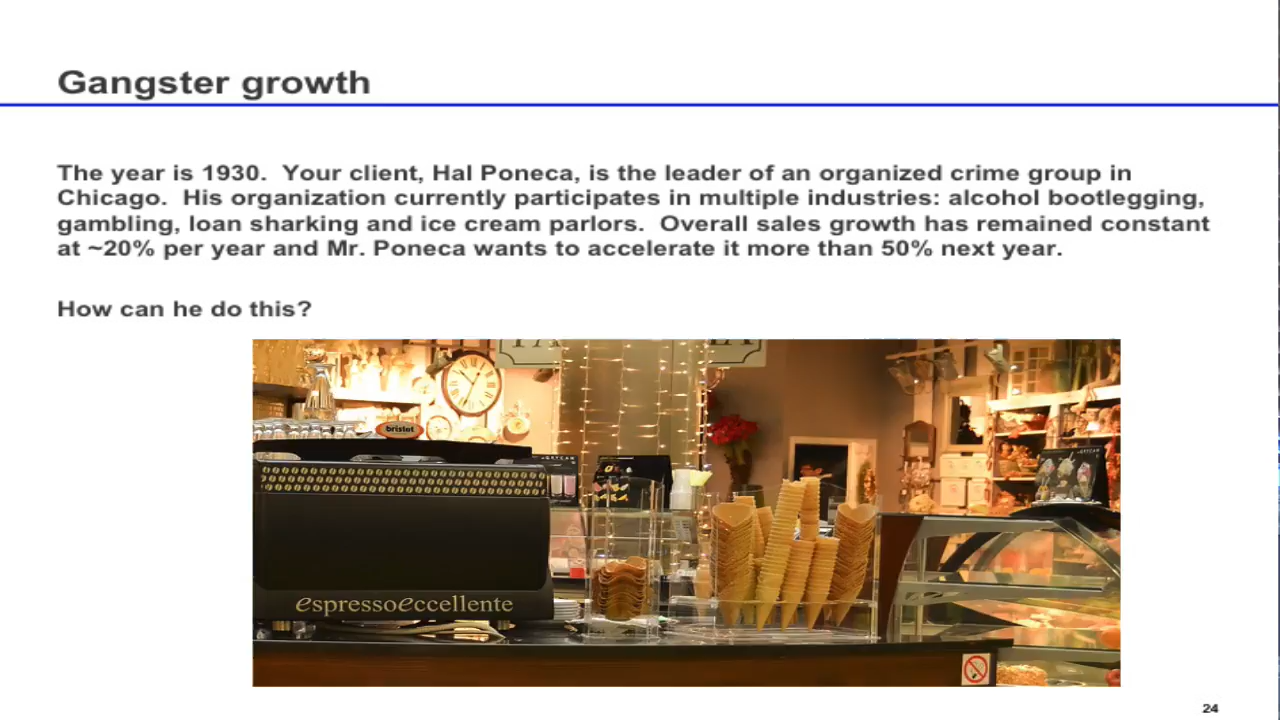 Gangster growth
The year is 1930.  Your client, Hal Poneca, is the leader of an organized crime group in
Chicago.  His organization currently participates in multiple industries: alcohol bootlegging,
gambling, loan sharking and ice cream parlors.  Overall sales growth has remained constant
at ~20% per year and Mr. Poneca wants to accelerate it more than 50% next year.
How can he do this?
bristot
espressoeccellente
24